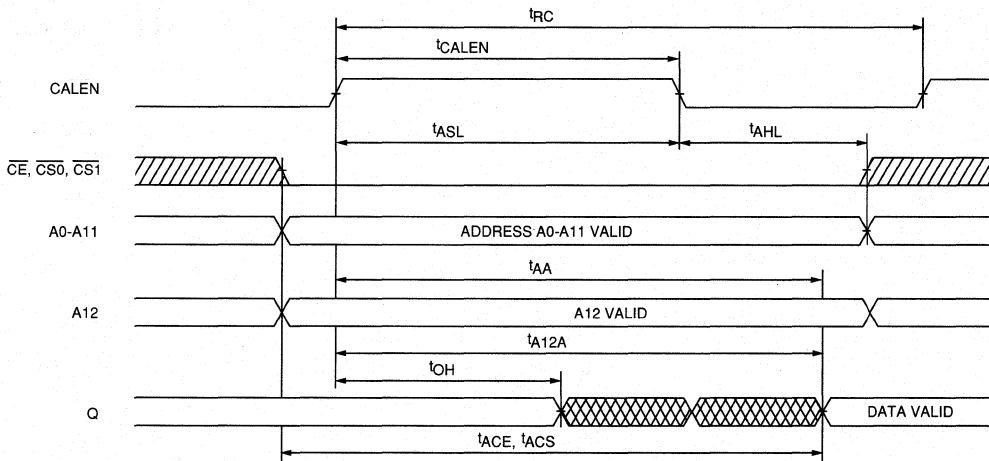 tRC
tCALEN
CALEN
tASL
tAHL
CE, CS0, CS1
A0-A11
ADDRESS A0-A11 VALID
tAA
A12
A12 VALID
tA12A
tOH
Q
DATA VALID
tACE, tACS